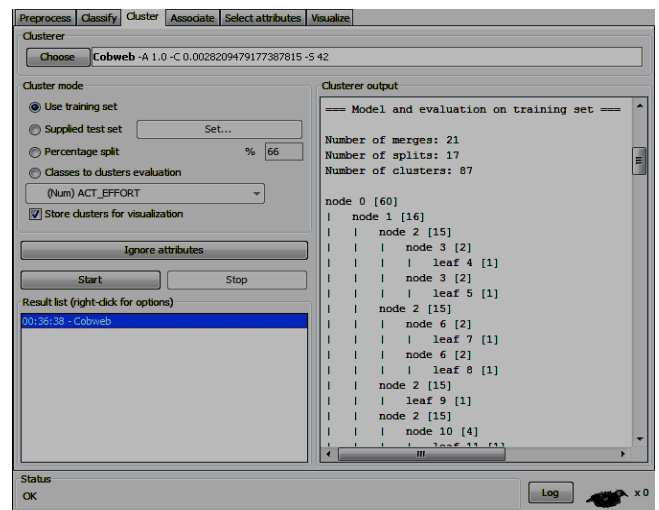 Preprocess Classify Cluster Associate Select attributes Visualize
Clusterer
Choose Cobweb -A 1.0 -C 0.0028209479177387815 -S 42
Cluster mode
Use training set
Supplied test set Set...
Percentage split % 66
Classes to clusters evaluation
(Num) ACT_EFFORT
Store clusters for visualization
Ignore attributes
Start Stop
Result list (right-click for options)
00:36:38 - Cobweb
Clusterer output
=== Model and evaluation on training set ===
Number of merges: 21
Number of splits: 17
Number of clusters: 87
node 0 [60]
| node 1 [16]
| | node 2 [15]
| | | node 3 [2]
| | | | leaf 4 [1]
| | | node 3 [2]
| | | | leaf 5 [1]
| | node 2 [15]
| | | node 6 [2]
| | | | leaf 7 [1]
| | | node 6 [2]
| | | | leaf 8 [1]
| | node 2 [15]
| | | leaf 9 [1]
| | node 2 [15]
| | | node 10 [4]
| | | | leaf 11 [1]
Status
OK
Log x 0